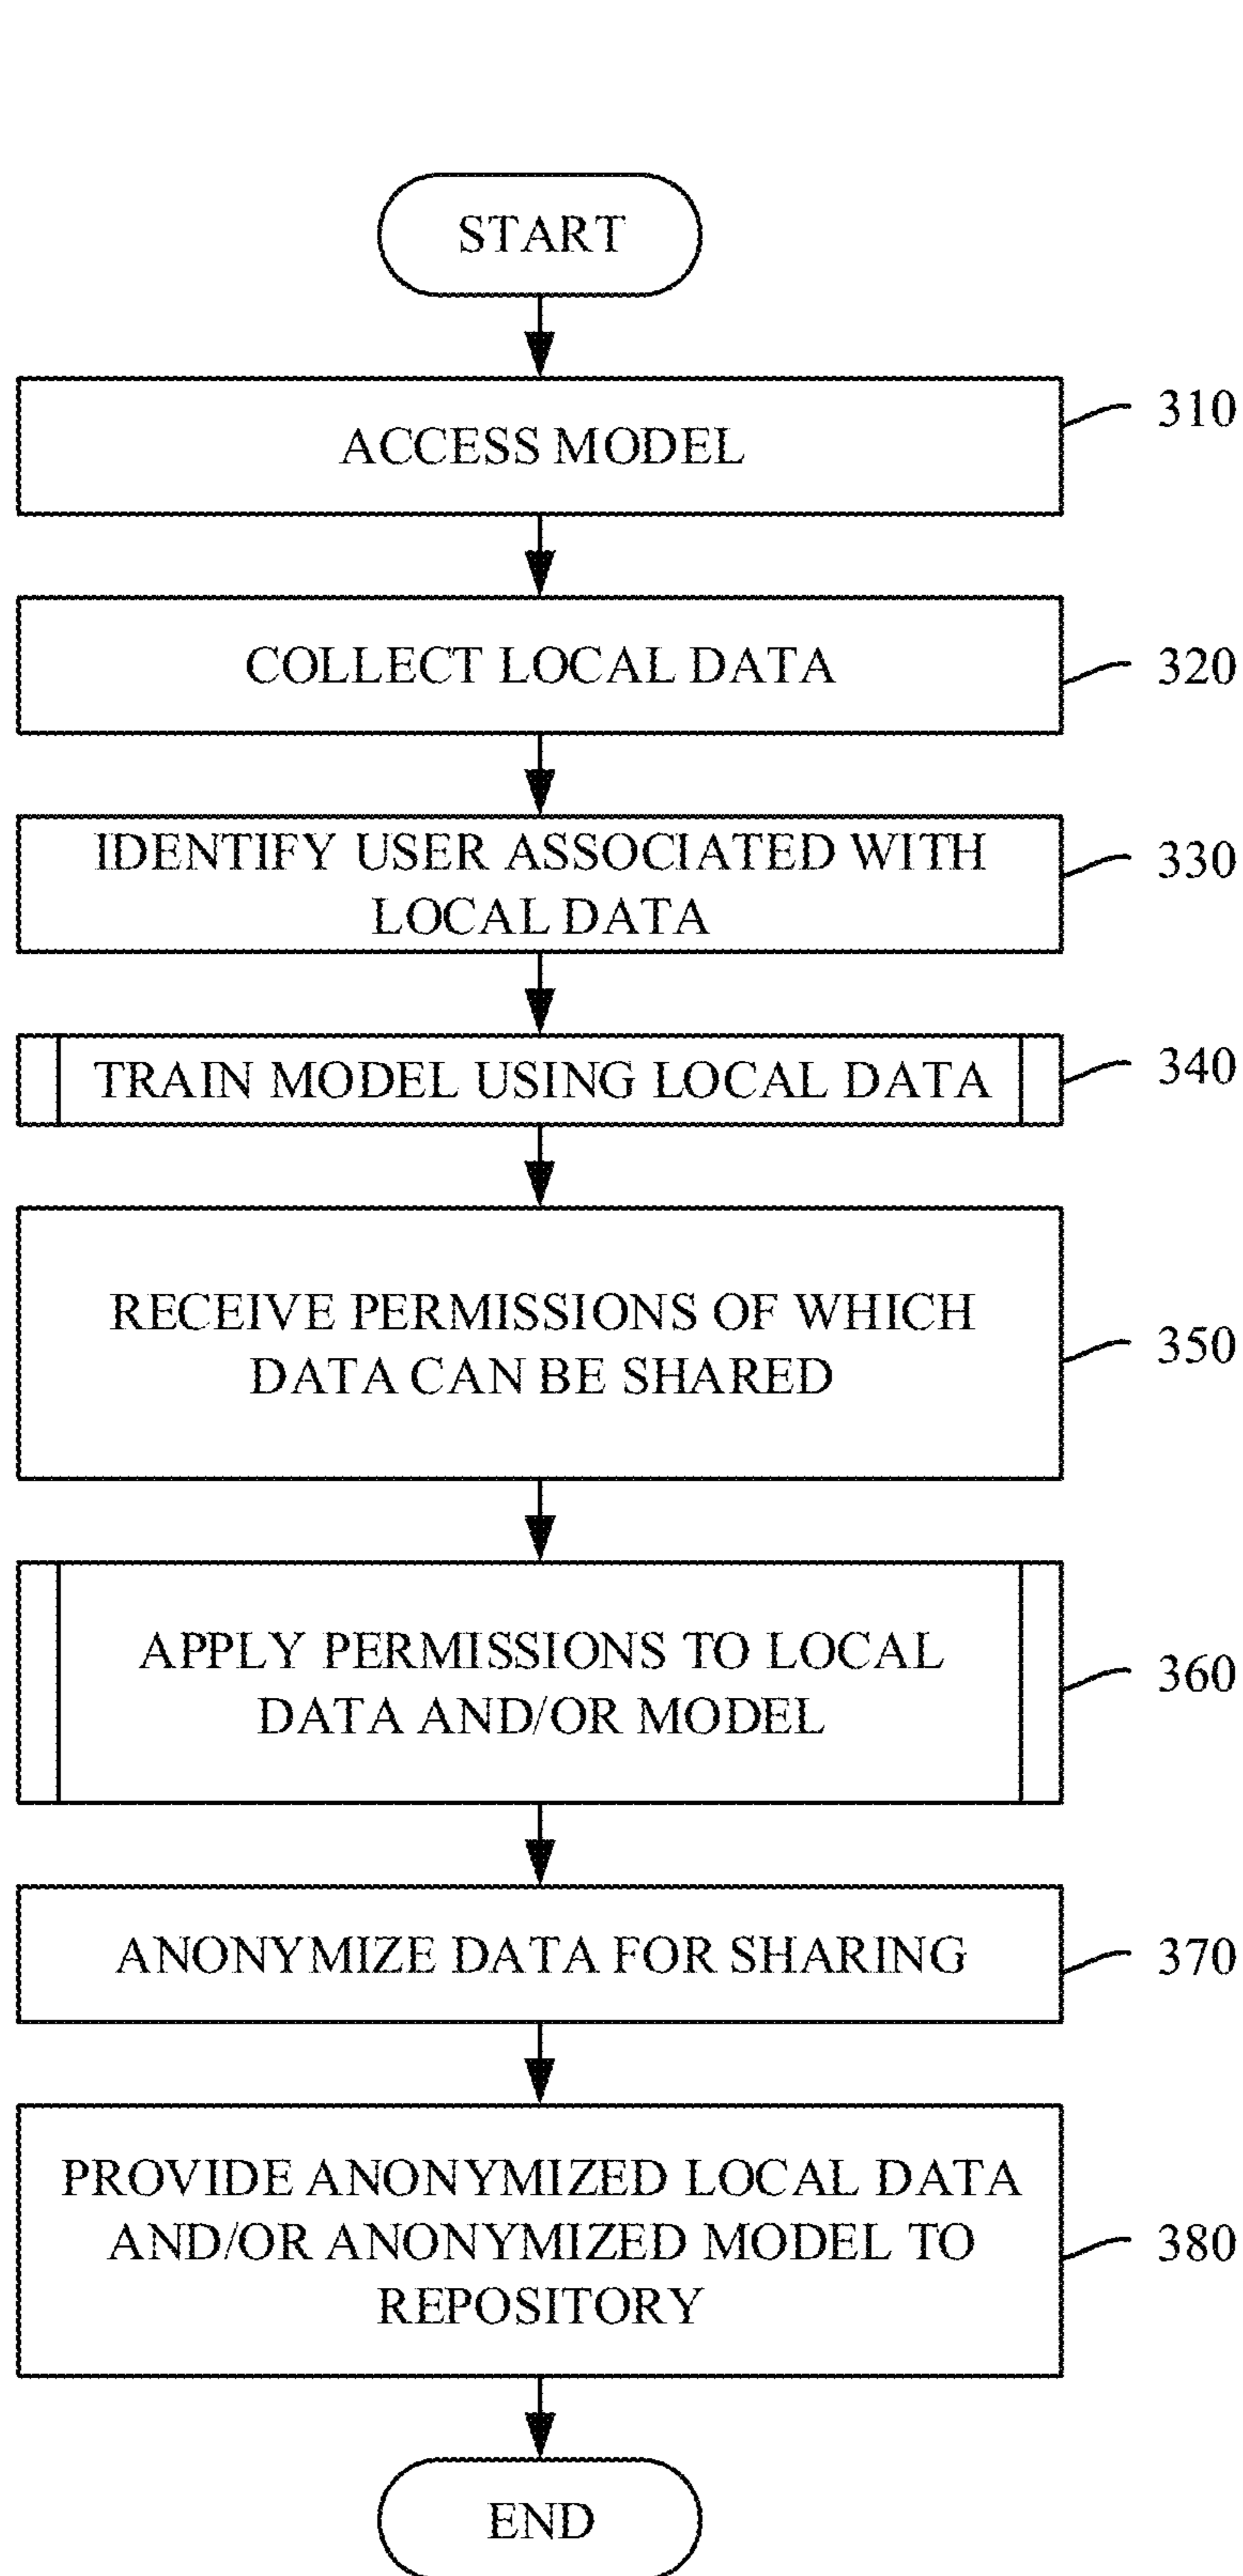 START
ACCESS MODEL
310
COLLECT LOCAL DATA
320
IDENTIFY USER ASSOCIATED WITH
LOCAL DATA
330
TRAIN MODEL USING LOCAL DATA
340
RECEIVE PERMISSIONS OF WHICH
DATA CAN BE SHARED
350
APPLY PERMISSIONS TO LOCAL
DATA AND/OR MODEL
360
ANONYMIZE DATA FOR SHARING
370
PROVIDE ANONYMIZED LOCAL DATA
AND/OR ANONYMIZED MODEL TO
REPOSITORY
380
END